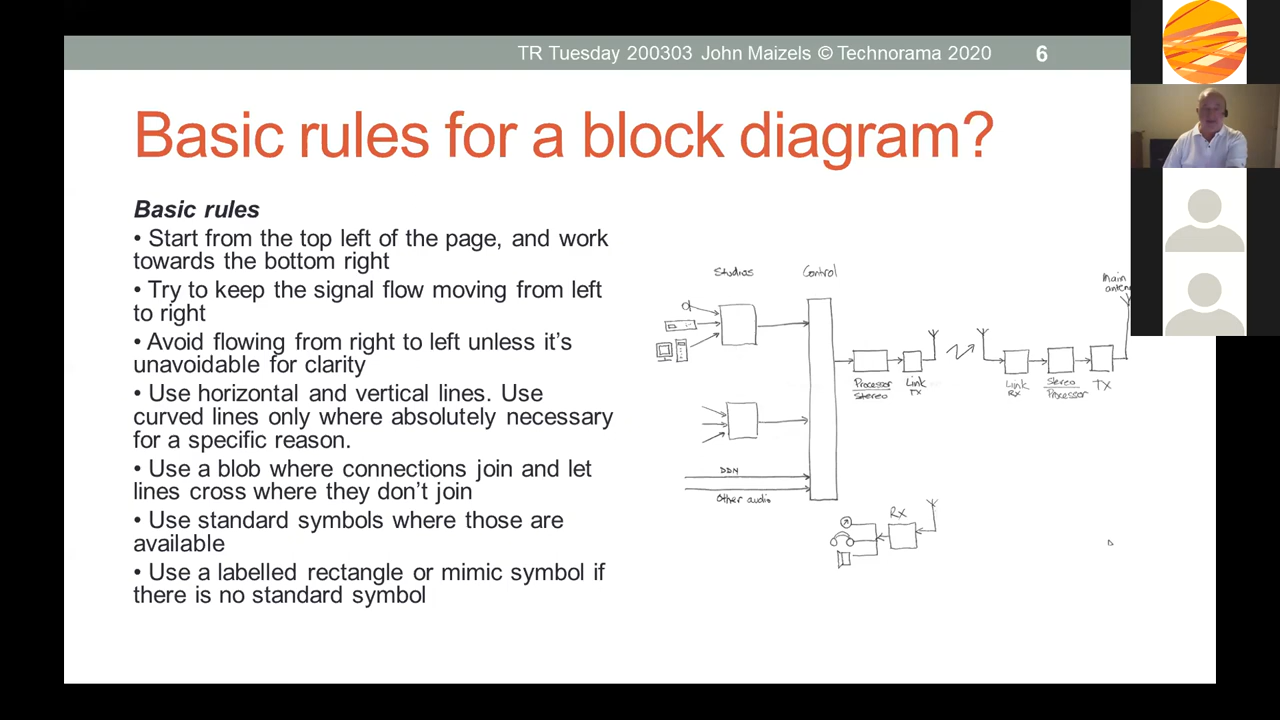 TR Tuesday 200303 John Maizels © Technorama 2020 6
Basic rules for a block diagram?
Basic rules
• Start from the top left of the page, and work
towards the bottom right
• Try to keep the signal flow moving from left
to right
• Avoid flowing from right to left unless it’s
unavoidable for clarity
• Use horizontal and vertical lines. Use
curved lines only where absolutely necessary
for a specific reason.
• Use a blob where connections join and let
lines cross where they don’t join
• Use standard symbols where those are
available
• Use a labelled rectangle or mimic symbol if
there is no standard symbol
Studios
Control
Main
Processor
Stereo
Link
TX
Link
Rx
Stereo
Processor
TX
DDN
Other audio
Rx